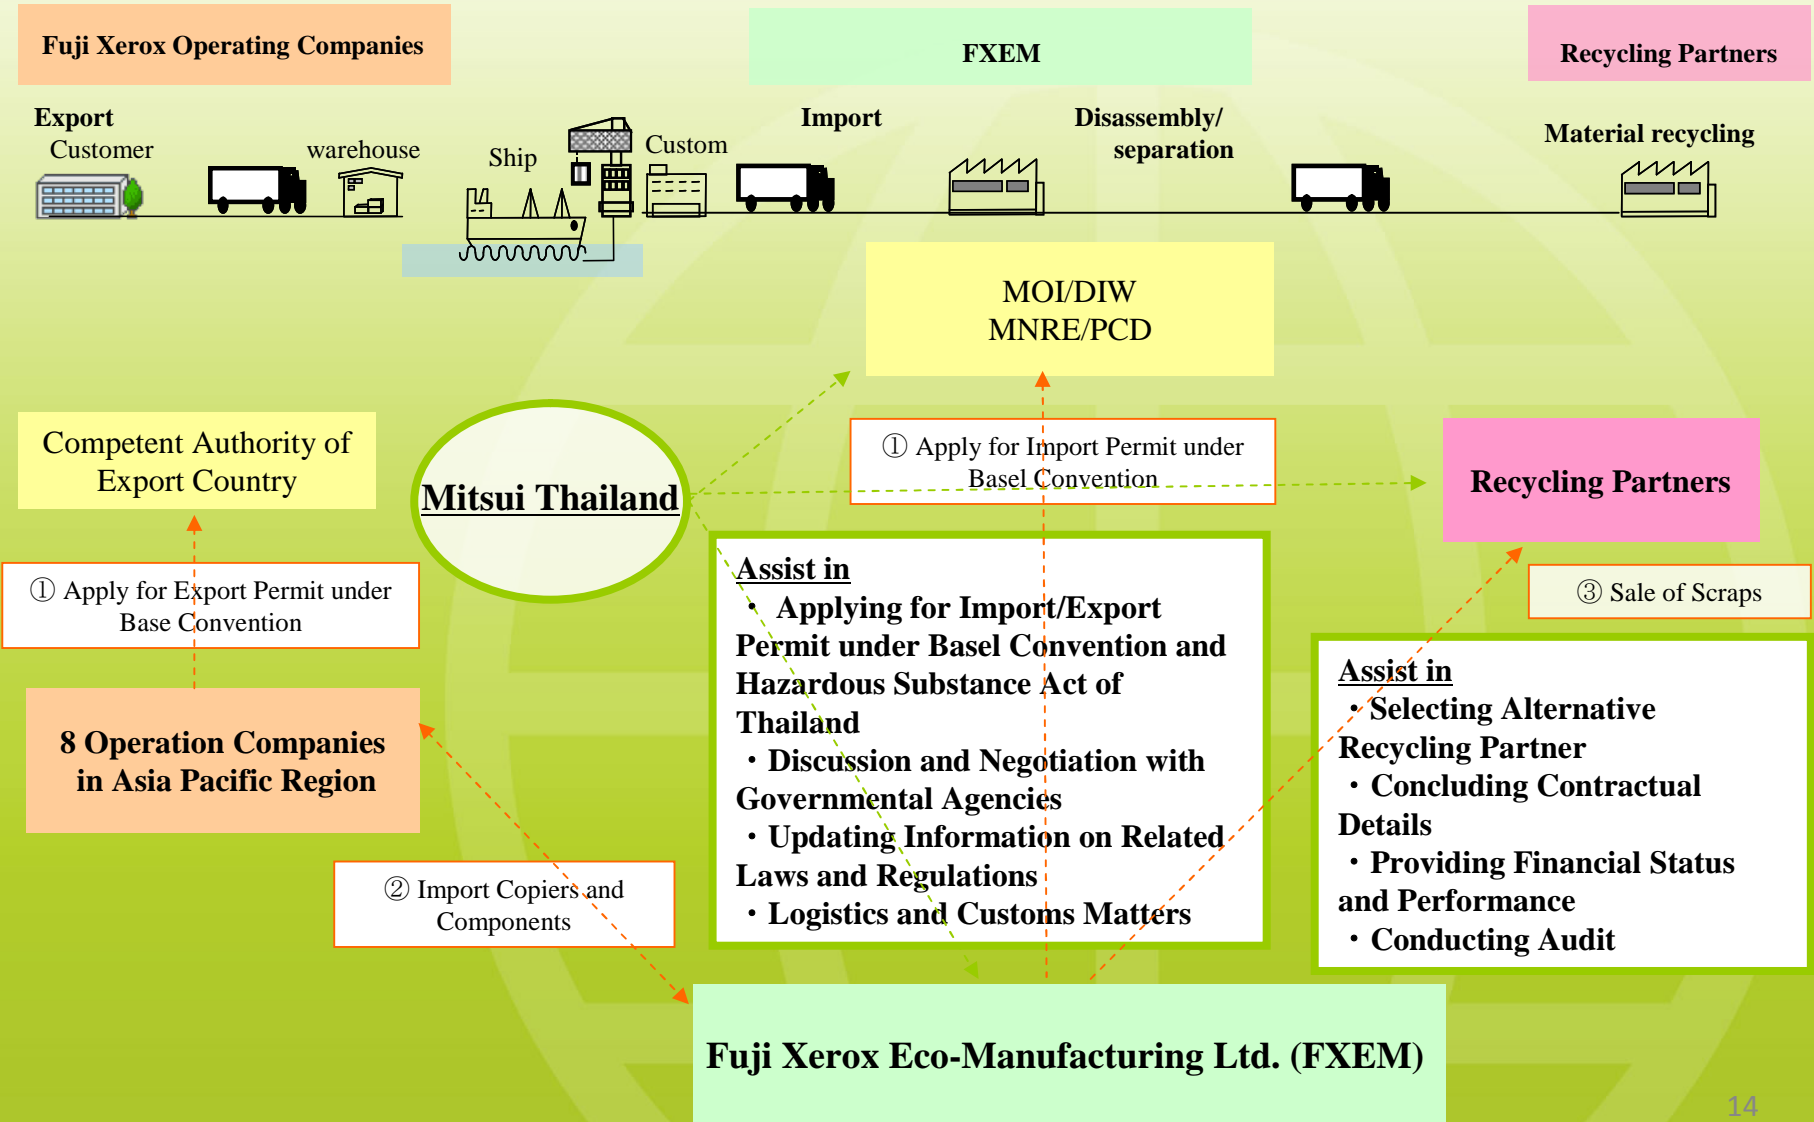 Fuji Xerox Operating Companies
FXEM
Recycling Partners
Export
Customer
warehouse
Ship
Custom
Import
Disassembly/
separation
Material recycling
MOI/DIW
MNRE/PCD
Competent Authority of
Export Country
Mitsui Thailand
① Apply for Import Permit under
Basel Convention
Recycling Partners
① Apply for Export Permit under
Base Convention
Assist in
・ Applying for Import/Export
Permit under Basel Convention and
Hazardous Substance Act of
Thailand
・Discussion and Negotiation with
Governmental Agencies
・Updating Information on Related
Laws and Regulations
・Logistics and Customs Matters
③ Sale of Scraps
Assist in
・Selecting Alternative
Recycling Partner
・Concluding Contractual
Details
・Providing Financial Status
and Performance
・Conducting Audit
8 Operation Companies
in Asia Pacific Region
② Import Copiers and
Components
Fuji Xerox Eco-Manufacturing Ltd. (FXEM)
14